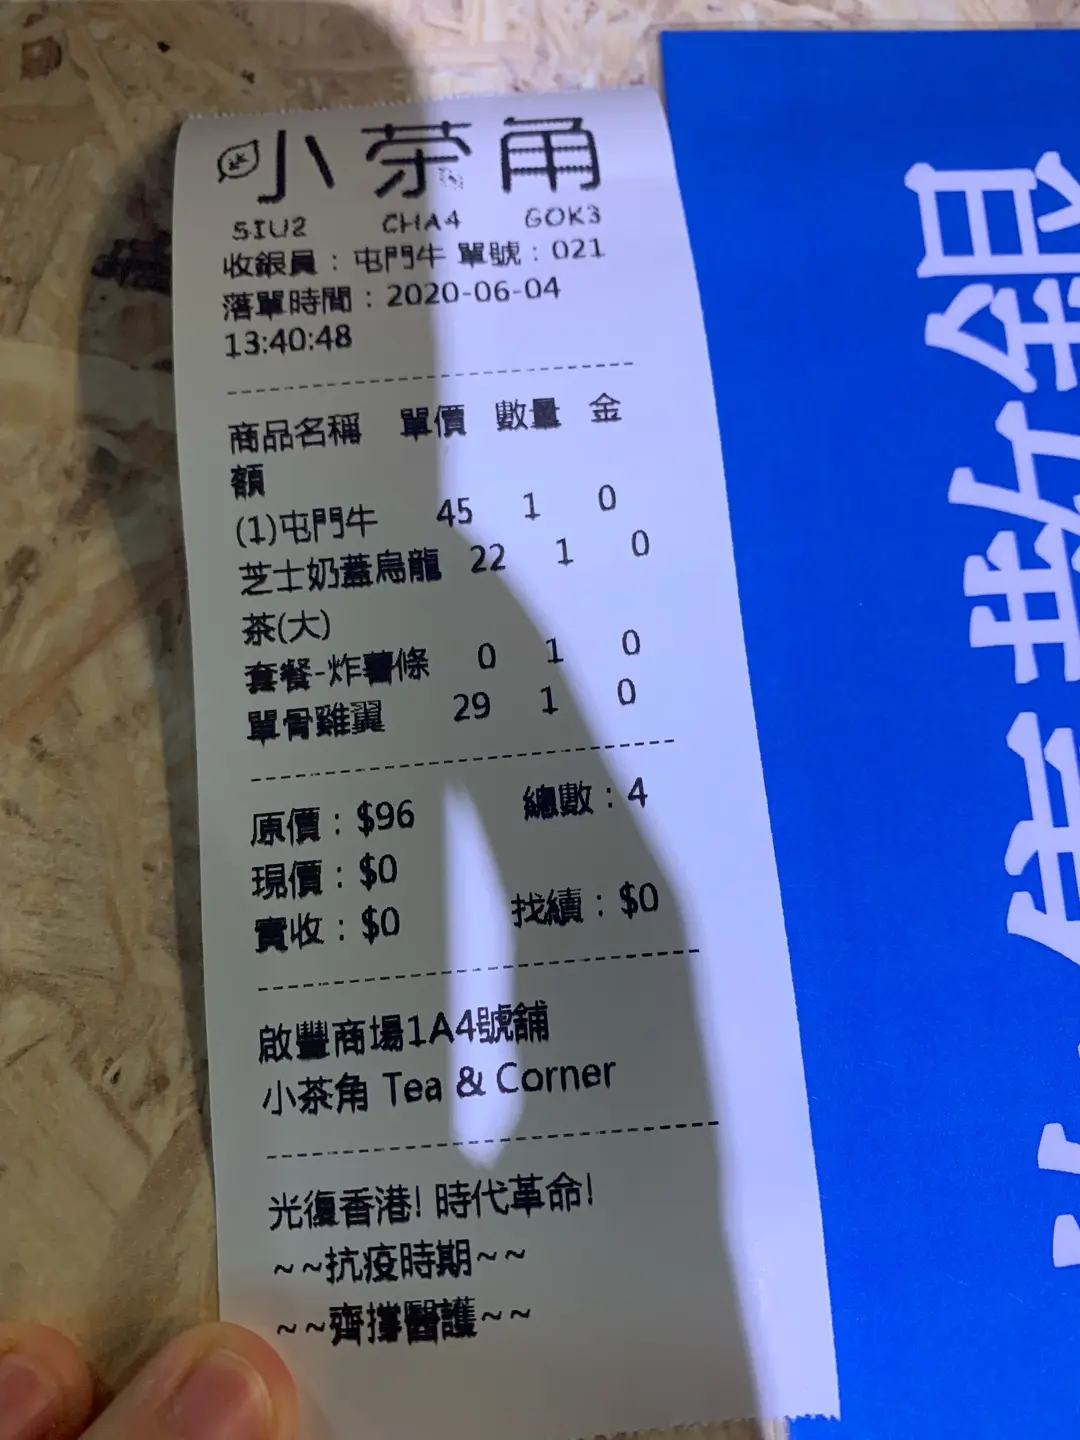 小茶角
SIU2 CHA4 GOK3
收銀員：屯門牛 單號：021
落單時間：2020-06-04
13:40:48
商品名稱 單價 數量 金
額
(1)屯門牛 45 1 0
芝士奶蓋烏龍 22 1 0
茶(大)
套餐-炸薯條 0 1 0
單骨雞翼 29 1 0
原價：$96 總數：4
現價：$0
實收：$0 找續：$0
啟豐商場1A4號舖
小茶角 Tea & Corner
光復香港! 時代革命!
~~抗疫時期~~
~~齊撐醫護~~